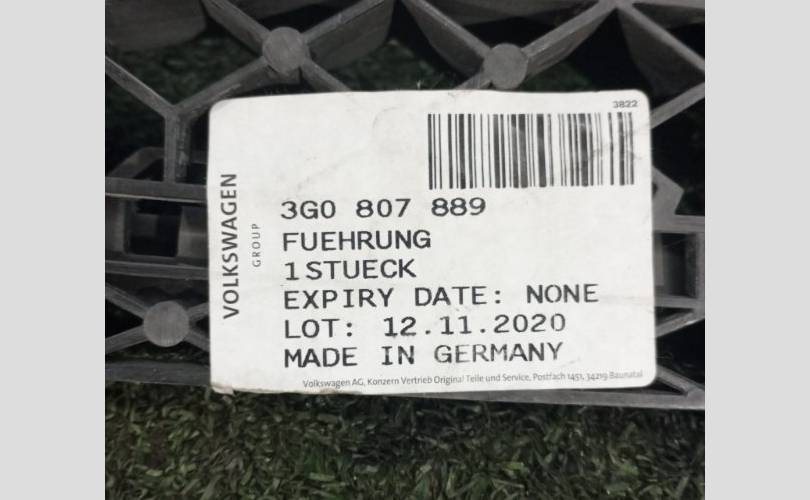 3822
VOLKSWAGEN
GROUP
3G0 807 889
FUEHRUNG
1STUECK
EXPIRY DATE: NONE
LOT: 12.11.2020
MADE IN GERMANY
Volkswagen AG, Konzern Vertrieb Original Teile und Service, Postfach 1451, 34219 Baunatal